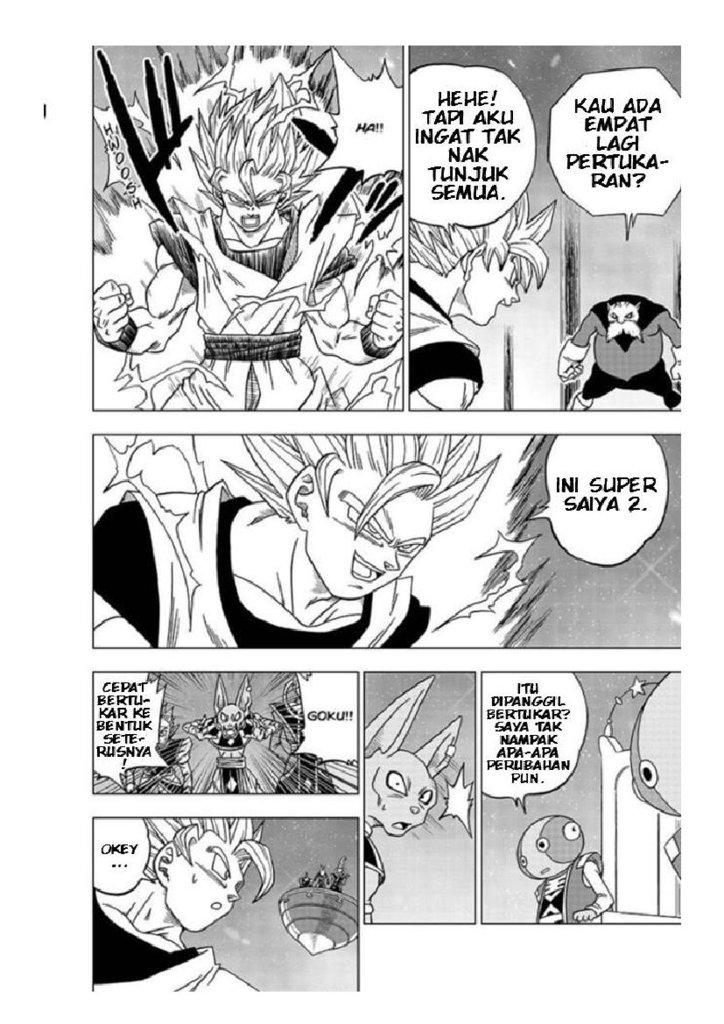 KAU ADA
EMPAT
LAGI
PERTUKA-
RAN?
HEHE!
TAPI AKU
INGAT TAK
NAK
TUNJUK
SEMUA.
HA!!
HWOOSH
INI SUPER
SAIYA 2.
ITU
DIPANGGIL
BERTUKAR?
SAYA TAK
NAMPAK
APA-APA
PERUBAHAN
PUN.
GOKU!!
CEPAT
BERTU-
KAR KE
BENTUK
SETE-
RUSNYA
!
OKEY
...